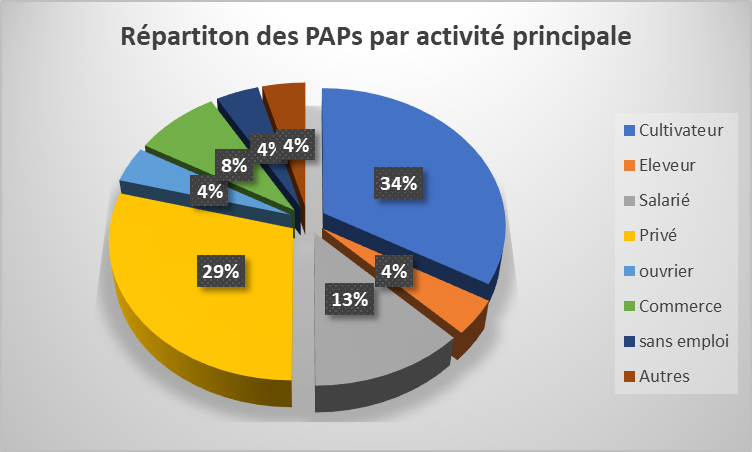 Répartiton des PAPs par activité principale
4%
4%
8%
4%
34%
4%
29%
13%
Cultivateur
Eleveur
Salarié
Privé
ouvrier
Commerce
sans emploi
Autres